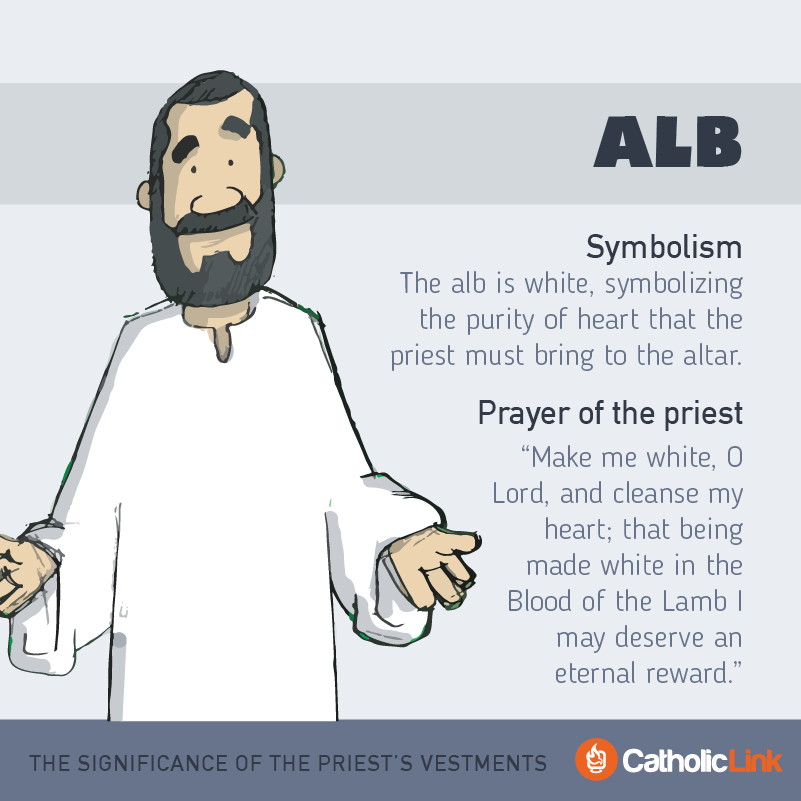 ALB
Symbolism
The alb is white, symbolizing
the purity of heart that the
priest must bring to the altar.
Prayer of the priest
“Make me white, O
Lord, and cleanse my
heart; that being
made white in the
Blood of the Lamb I
may deserve an
eternal reward.”
THE SIGNIFICANCE OF THE PRIEST’S VESTMENTS
CatholicLink